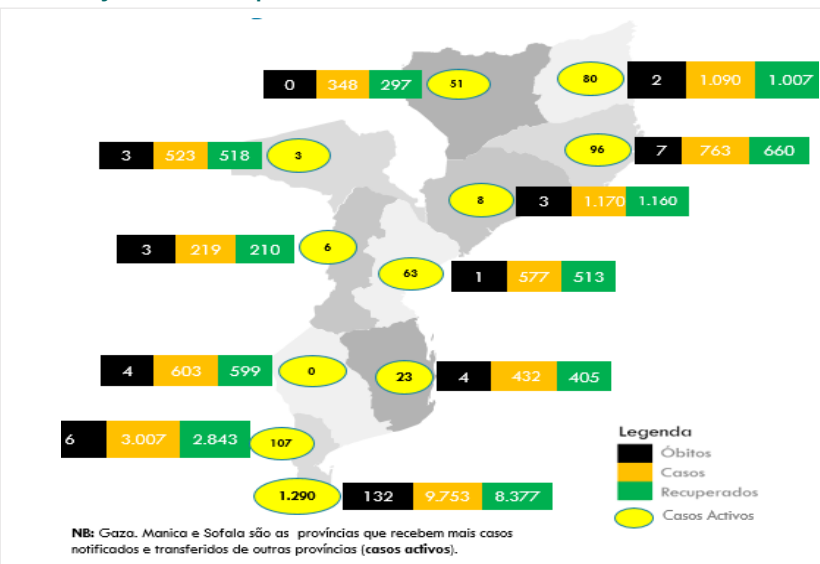 0 348 297 51
80 2 1.090 1.007
3 523 518 3
96 7 763 660
8 3 1.170 1.160
3 219 210 6
63 1 577 513
4 603 599 0
23 4 432 405
6 3.007 2.843 107
1.290 132 9.753 8.377
Legenda
Óbitos
Casos
Recuperados
Casos Activos
NB: Gaza. Manica e Sofala são as províncias que recebem mais casos
notificados e transferidos de outras províncias (casos activos).